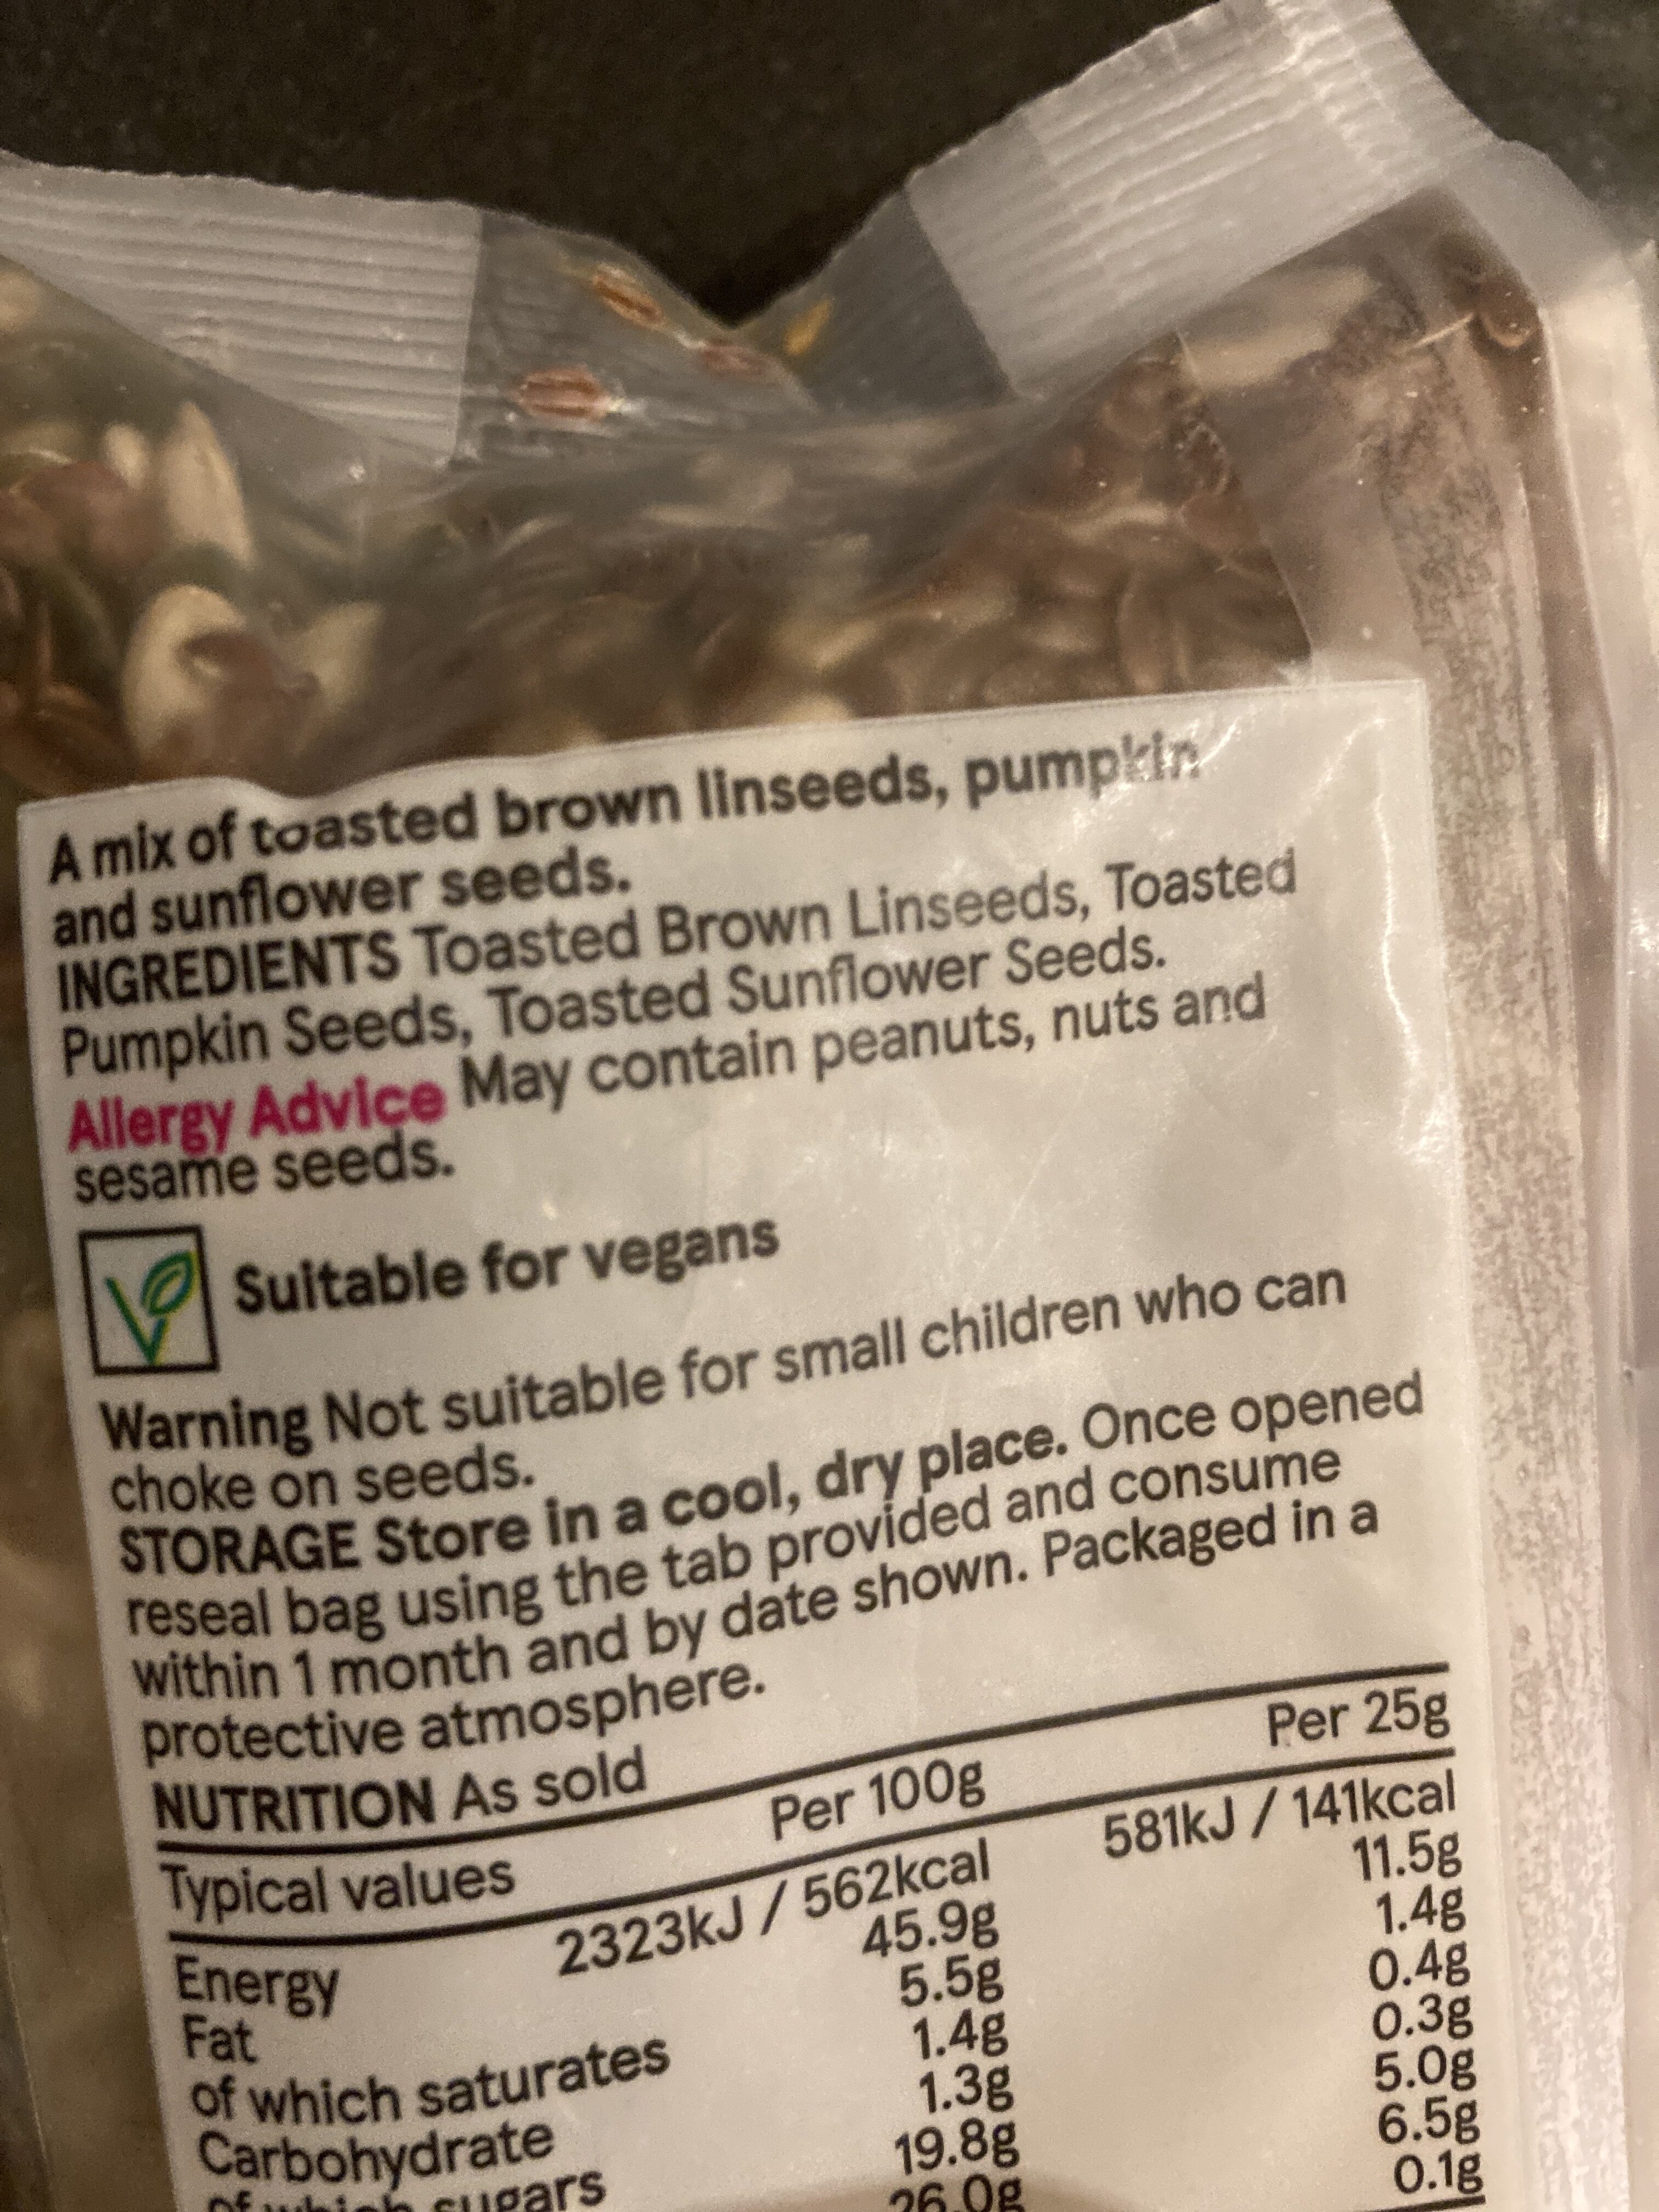 A mix of toasted brown linseeds, pumpkin
and sunflower seeds.
INGREDIENTS Toasted Brown Linseeds, Toasted
Pumpkin Seeds, Toasted Sunflower Seeds.
Allergy Advice May contain peanuts, nuts and
sesame seeds.
Suitable for vegans
Warning Not suitable for small children who can
choke on seeds.
STORAGE Store in a cool, dry place. Once opened
reseal bag using the tab provided and consume
within 1 month and by date shown. Packaged in a
protective atmosphere.
NUTRITION As sold
Typical values Per 100g Per 25g
Energy 2323kJ / 562kcal 581kJ / 141kcal
Fat 45.9g 11.5g
of which saturates 5.5g 1.4g
Carbohydrate 1.4g 0.4g
of which sugars 1.3g 0.3g
19.8g 5.0g
26.0g 6.5g
0.1g